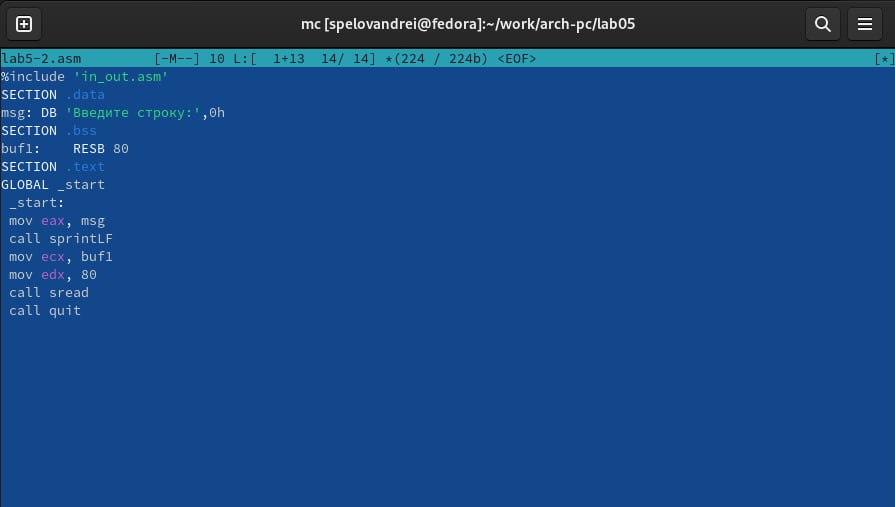 mc [spelovandrei@fedora]:~/work/arch-pc/lab05
lab5-2.asm [-M--] 10 L:[ 1+13 14/ 14] *(224 / 224b) <EOF> [*]
%include 'in_out.asm'
SECTION .data
msg: DB 'Введите строку:',0h
SECTION .bss
buf1: RESB 80
SECTION .text
GLOBAL _start
_start:
mov eax, msg
call sprintLF
mov ecx, buf1
mov edx, 80
call sread
call quit